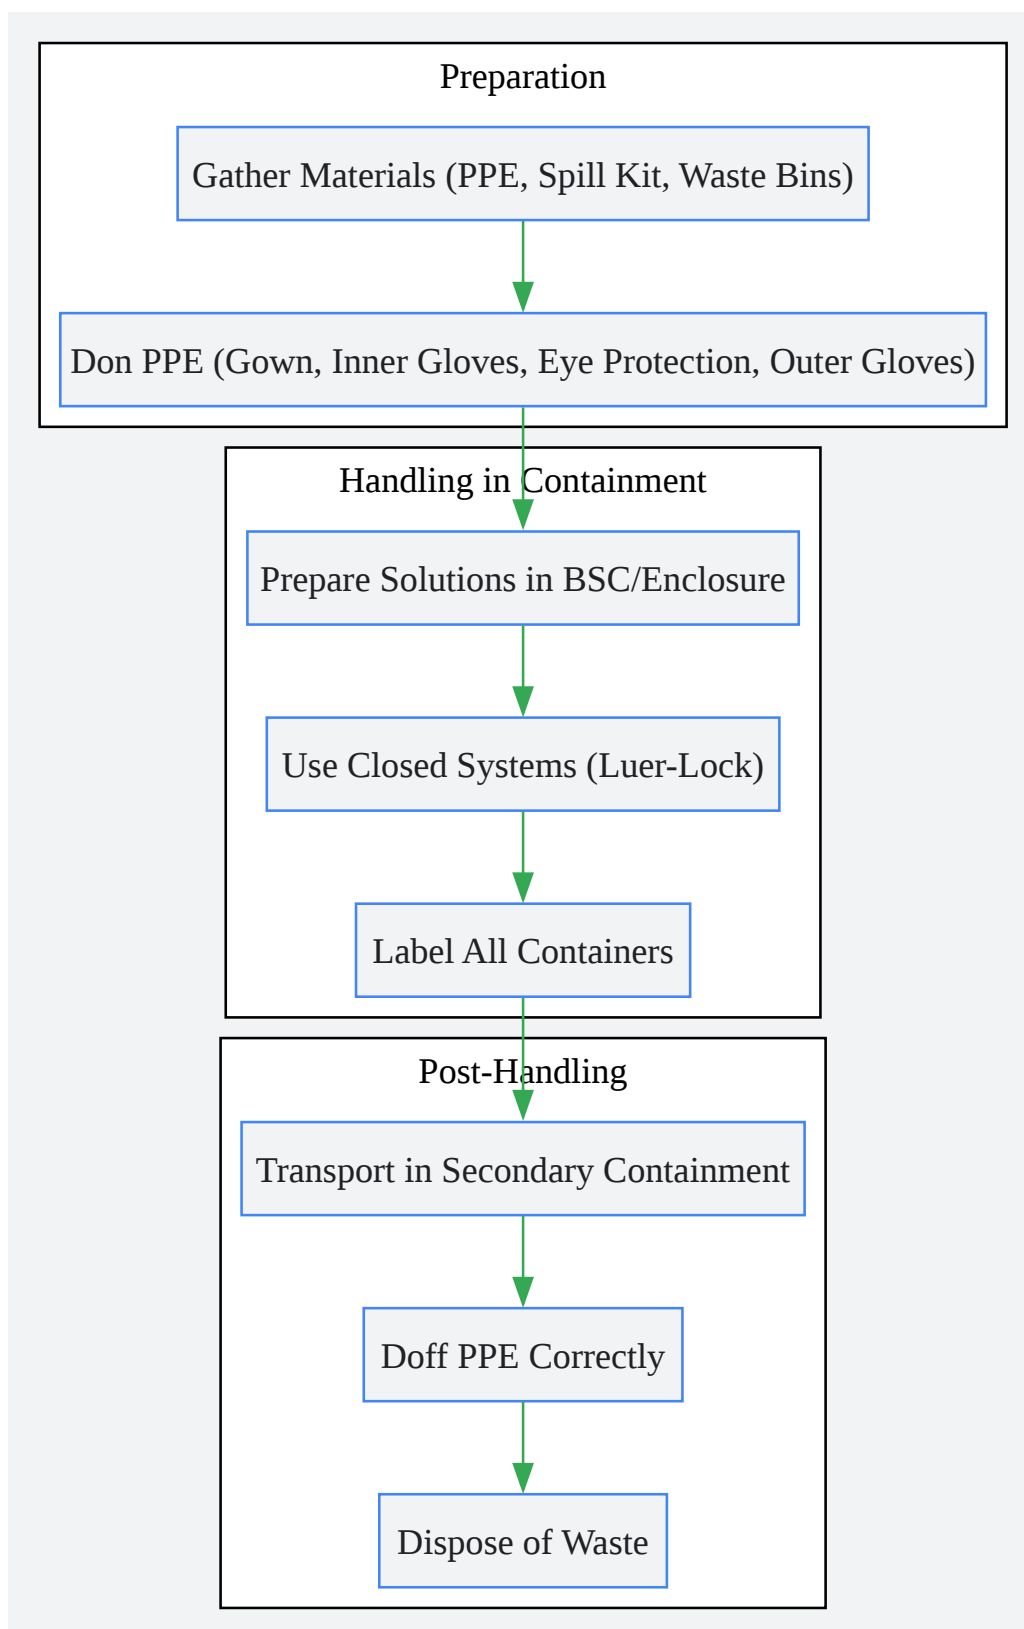 Preparation
Gather Materials (PPE, Spill Kit, Waste Bins)
Don PPE (Gown, Inner Gloves, Eye Protection, Outer Gloves)
Handling in Containment
Prepare Solutions in BSC/Enclosure
Use Closed Systems (Luer-Lock)
Label All Containers
Post-Handling
Transport in Secondary Containment
Doff PPE Correctly
Dispose of Waste